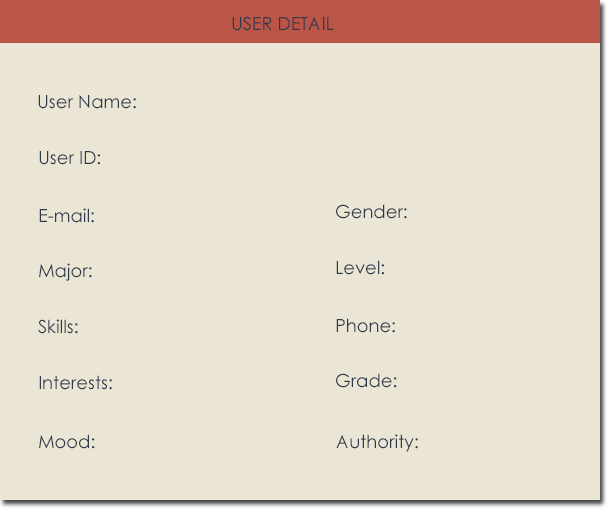 USER DETAIL
User Name:
User ID:
E-mail:
Gender:
Major:
Level:
Skills:
Phone:
Interests:
Grade:
Mood:
Authority: